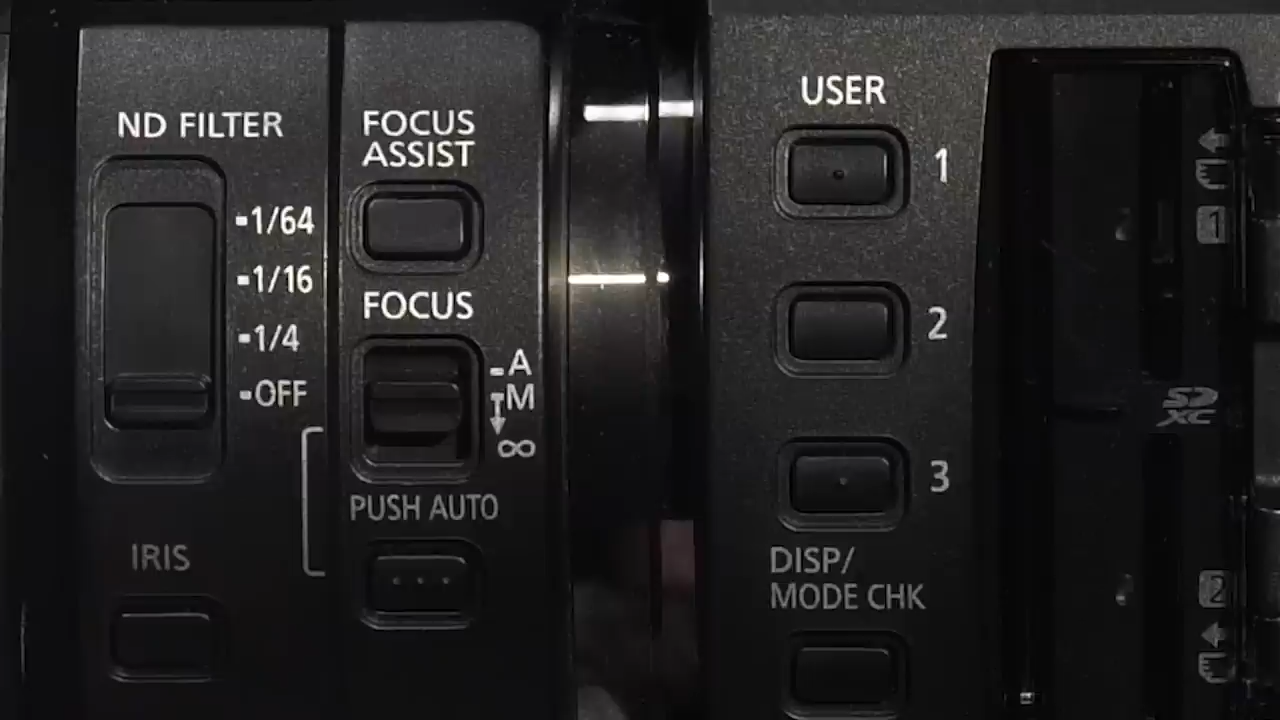 ND FILTER
1/64
1/16
1/4
OFF
IRIS
FOCUS
ASSIST
FOCUS
A
M
∞
PUSH AUTO
USER
1
2
3
DISP/
MODE CHK
1
SD
XC
2